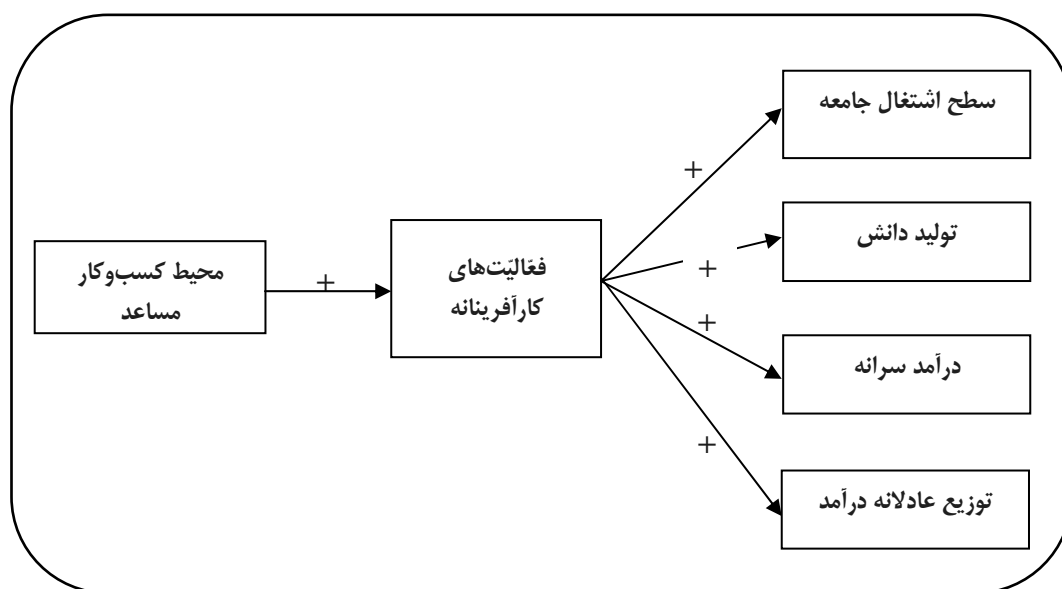 سطح اشتغال جامعه
+
تولید دانش
+
محیط کسب‌وکار
مساعد
+
فعّالیّت‌های
کارآفرینانه
+
درآمد سرانه
+
توزیع عادلانه درآمد